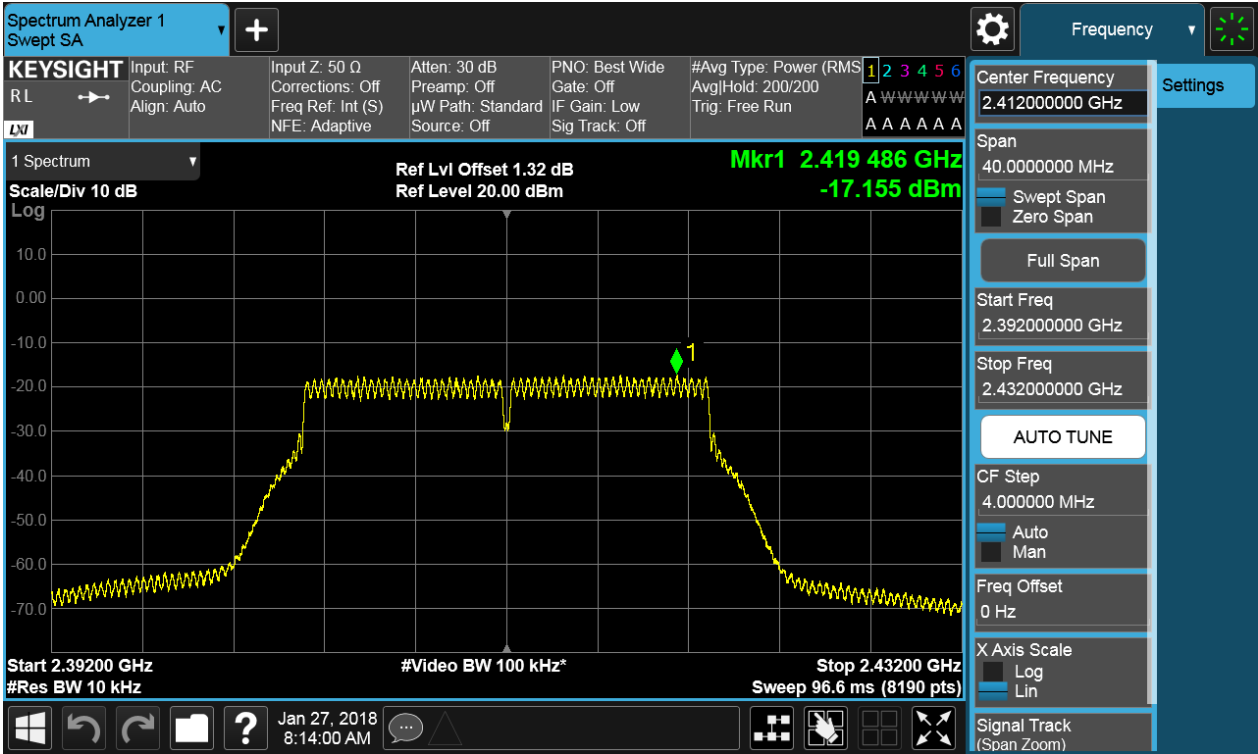 Spectrum Analyzer 1
Swept SA
Frequency
KEYSIGHT
R L
LXI
Input: RF
Coupling: AC
Align: Auto
Input Z: 50 Ω
Corrections: Off
Freq Ref: Int (S)
NFE: Adaptive
Atten: 30 dB
Preamp: Off
µW Path: Standard
Source: Off
PNO: Best Wide
Gate: Off
IF Gain: Low
Sig Track: Off
#Avg Type: Power (RMS
Avg|Hold: 200/200
Trig: Free Run
1 2 3 4 5 6
A W W W W W
A A A A A A
1 Spectrum
Scale/Div 10 dB
Log
Ref Lvl Offset 1.32 dB
Ref Level 20.00 dBm
Mkr1 2.419 486 GHz
-17.155 dBm
10.0
0.00
-10.0
-20.0
-30.0
-40.0
-50.0
-60.0
-70.0
1
Start 2.39200 GHz
#Video BW 100 kHz*
Stop 2.43200 GHz
#Res BW 10 kHz
Sweep 96.6 ms (8190 pts)
Center Frequency
2.412000000 GHz
Settings
Span
40.0000000 MHz
Swept Span
Zero Span
Full Span
Start Freq
2.392000000 GHz
Stop Freq
2.432000000 GHz
AUTO TUNE
CF Step
4.000000 MHz
Auto
Man
Freq Offset
0 Hz
X Axis Scale
Log
Lin
Signal Track
(Span Zoom)
?
Jan 27, 2018
8:14:00 AM